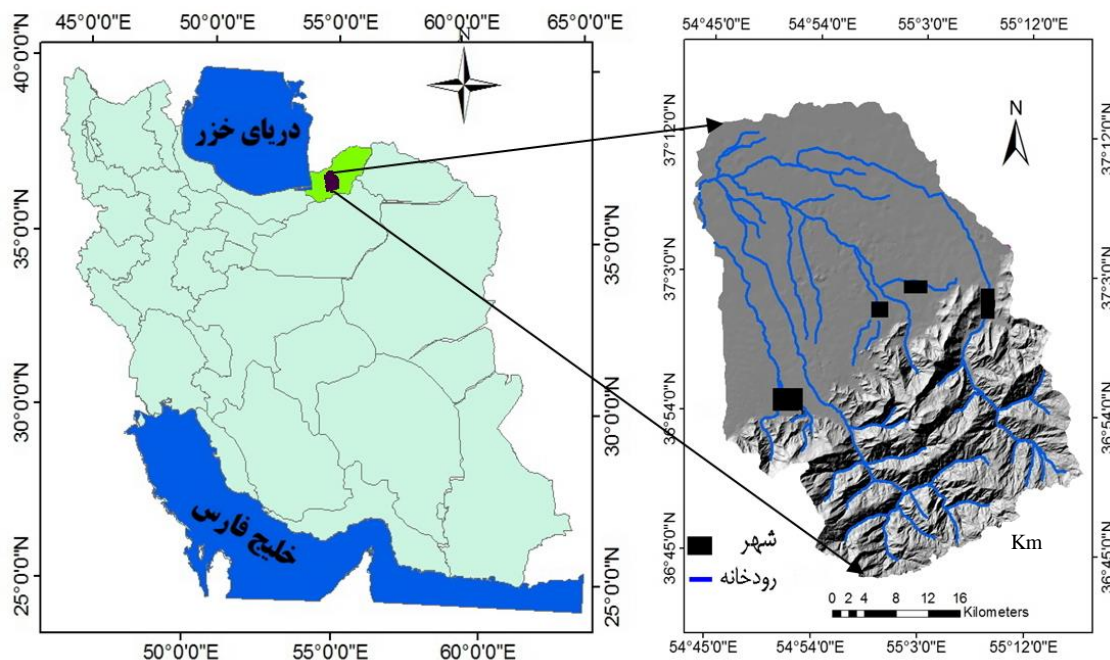 45°0'0"E 50°0'0"E 55°0'0"E 60°0'0"E 65°0'0"E
40°0'0"N
35°0'0"N
30°0'0"N
25°0'0"N
N
دریای خزر
خلیج فارس
35°0'0"N
30°0'0"N
25°0'0"N
50°0'0"E 55°0'0"E 60°0'0"E
54°45'0"E 54°54'0"E 55°3'0"E 55°12'0"E
N
37°12'0"N
37°3'0"N
36°54'0"N
36°45'0"N
37°12'0"N
37°3'0"N
36°54'0"N
36°45'0"N
شهر
رودخانه
Km
0 2 4 8 12 16
Kilometers
54°45'0"E 54°54'0"E 55°3'0"E 55°12'0"E